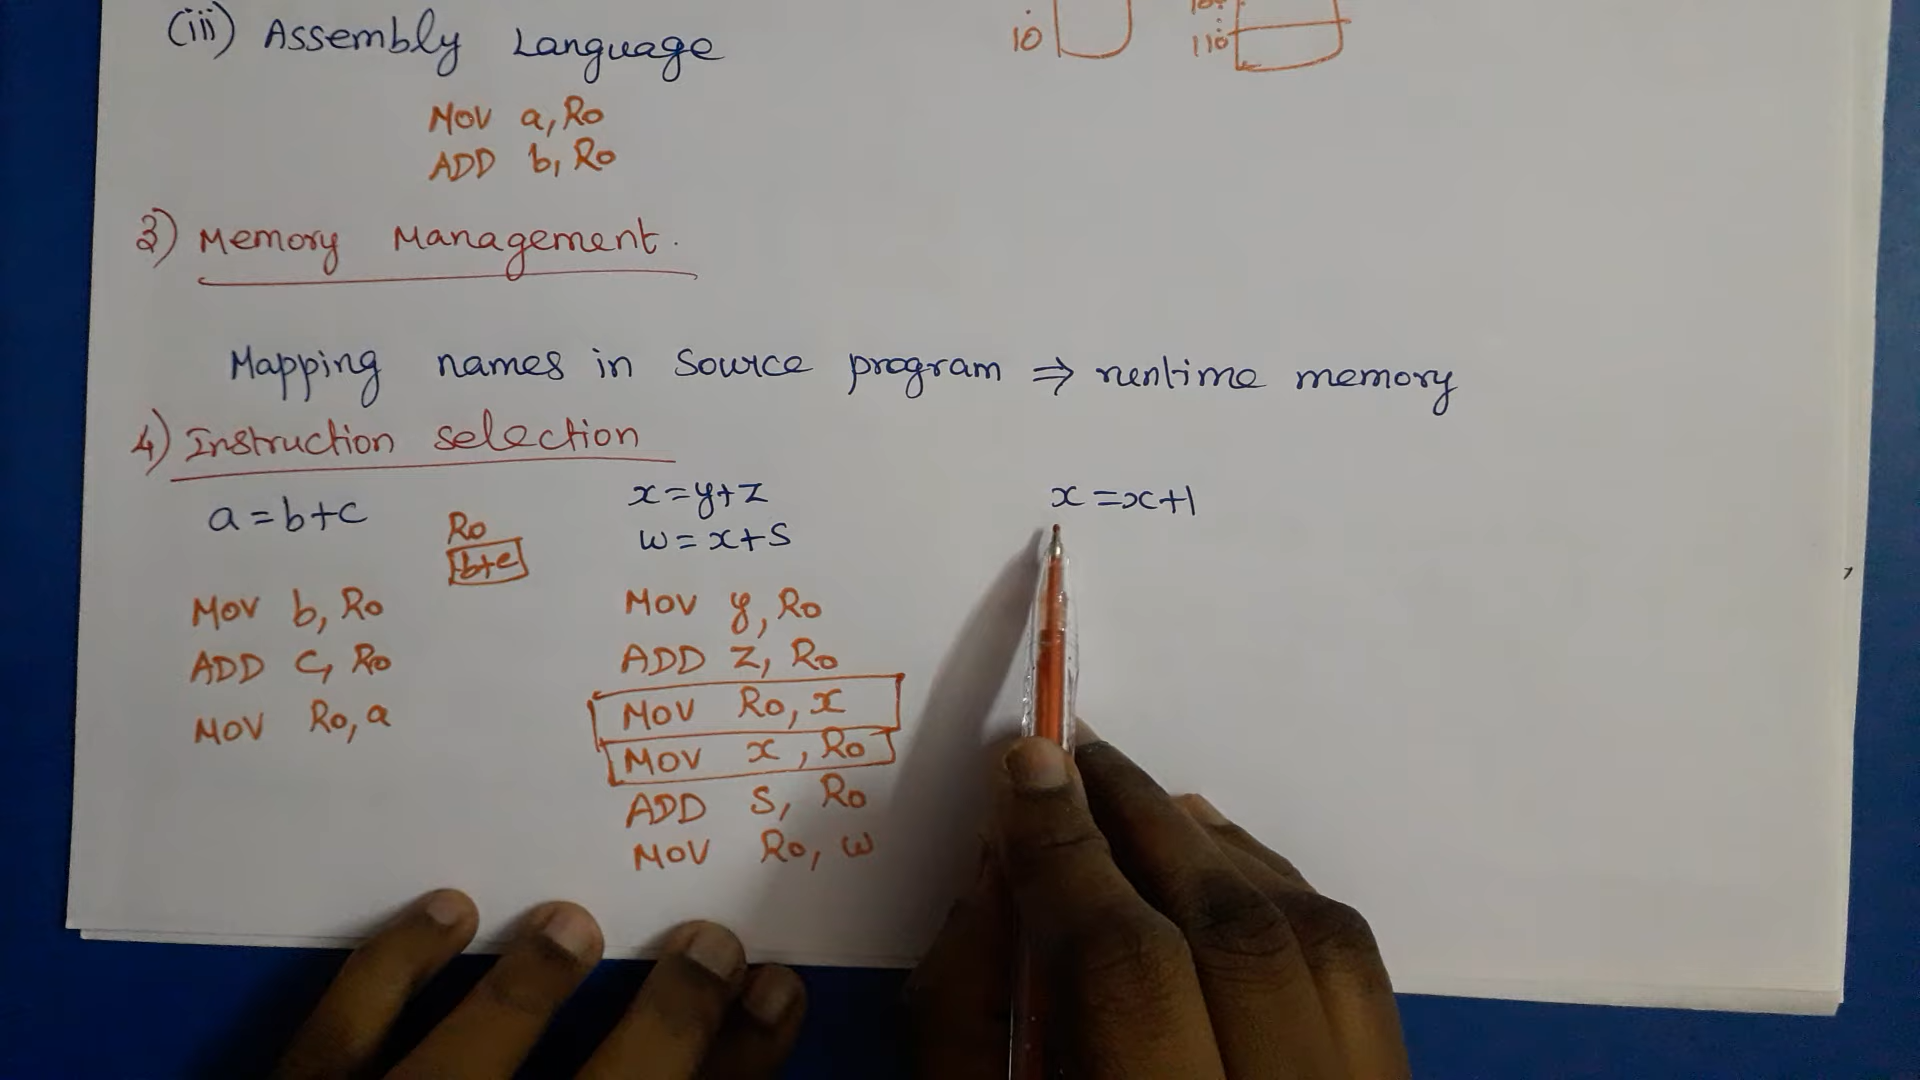 (iii) Assembly Language
10
110
MOV a, R0
ADD b, R0
3) Memory Management.
Mapping names in source program ⇒ runtime memory
4) Instruction selection
a = b+c
R0
b+c
MOV b, R0
ADD c, R0
MOV R0, a
x = y+z
w = x+s
MOV y, R0
ADD z, R0
MOV R0, x
MOV x, R0
ADD s, R0
MOV R0, w
x = x+1